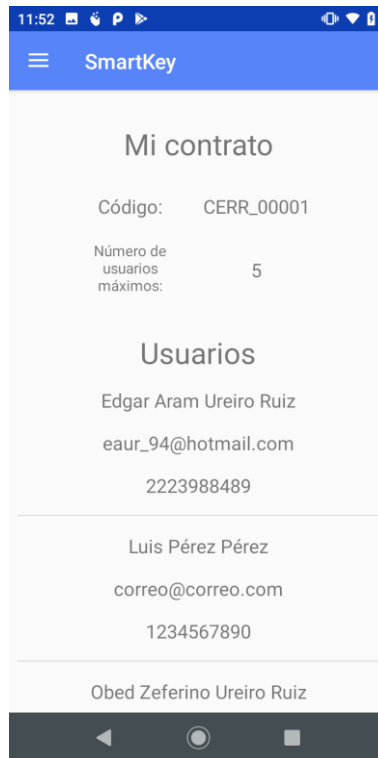 11:52
SmartKey
Mi contrato
Código: CERR_00001
Número de
usuarios
máximos:
5
Usuarios
Edgar Aram Ureiro Ruiz
eaur_94@hotmail.com
2223988489
Luis Pérez Pérez
correo@correo.com
1234567890
Obed Zeferino Ureiro Ruiz